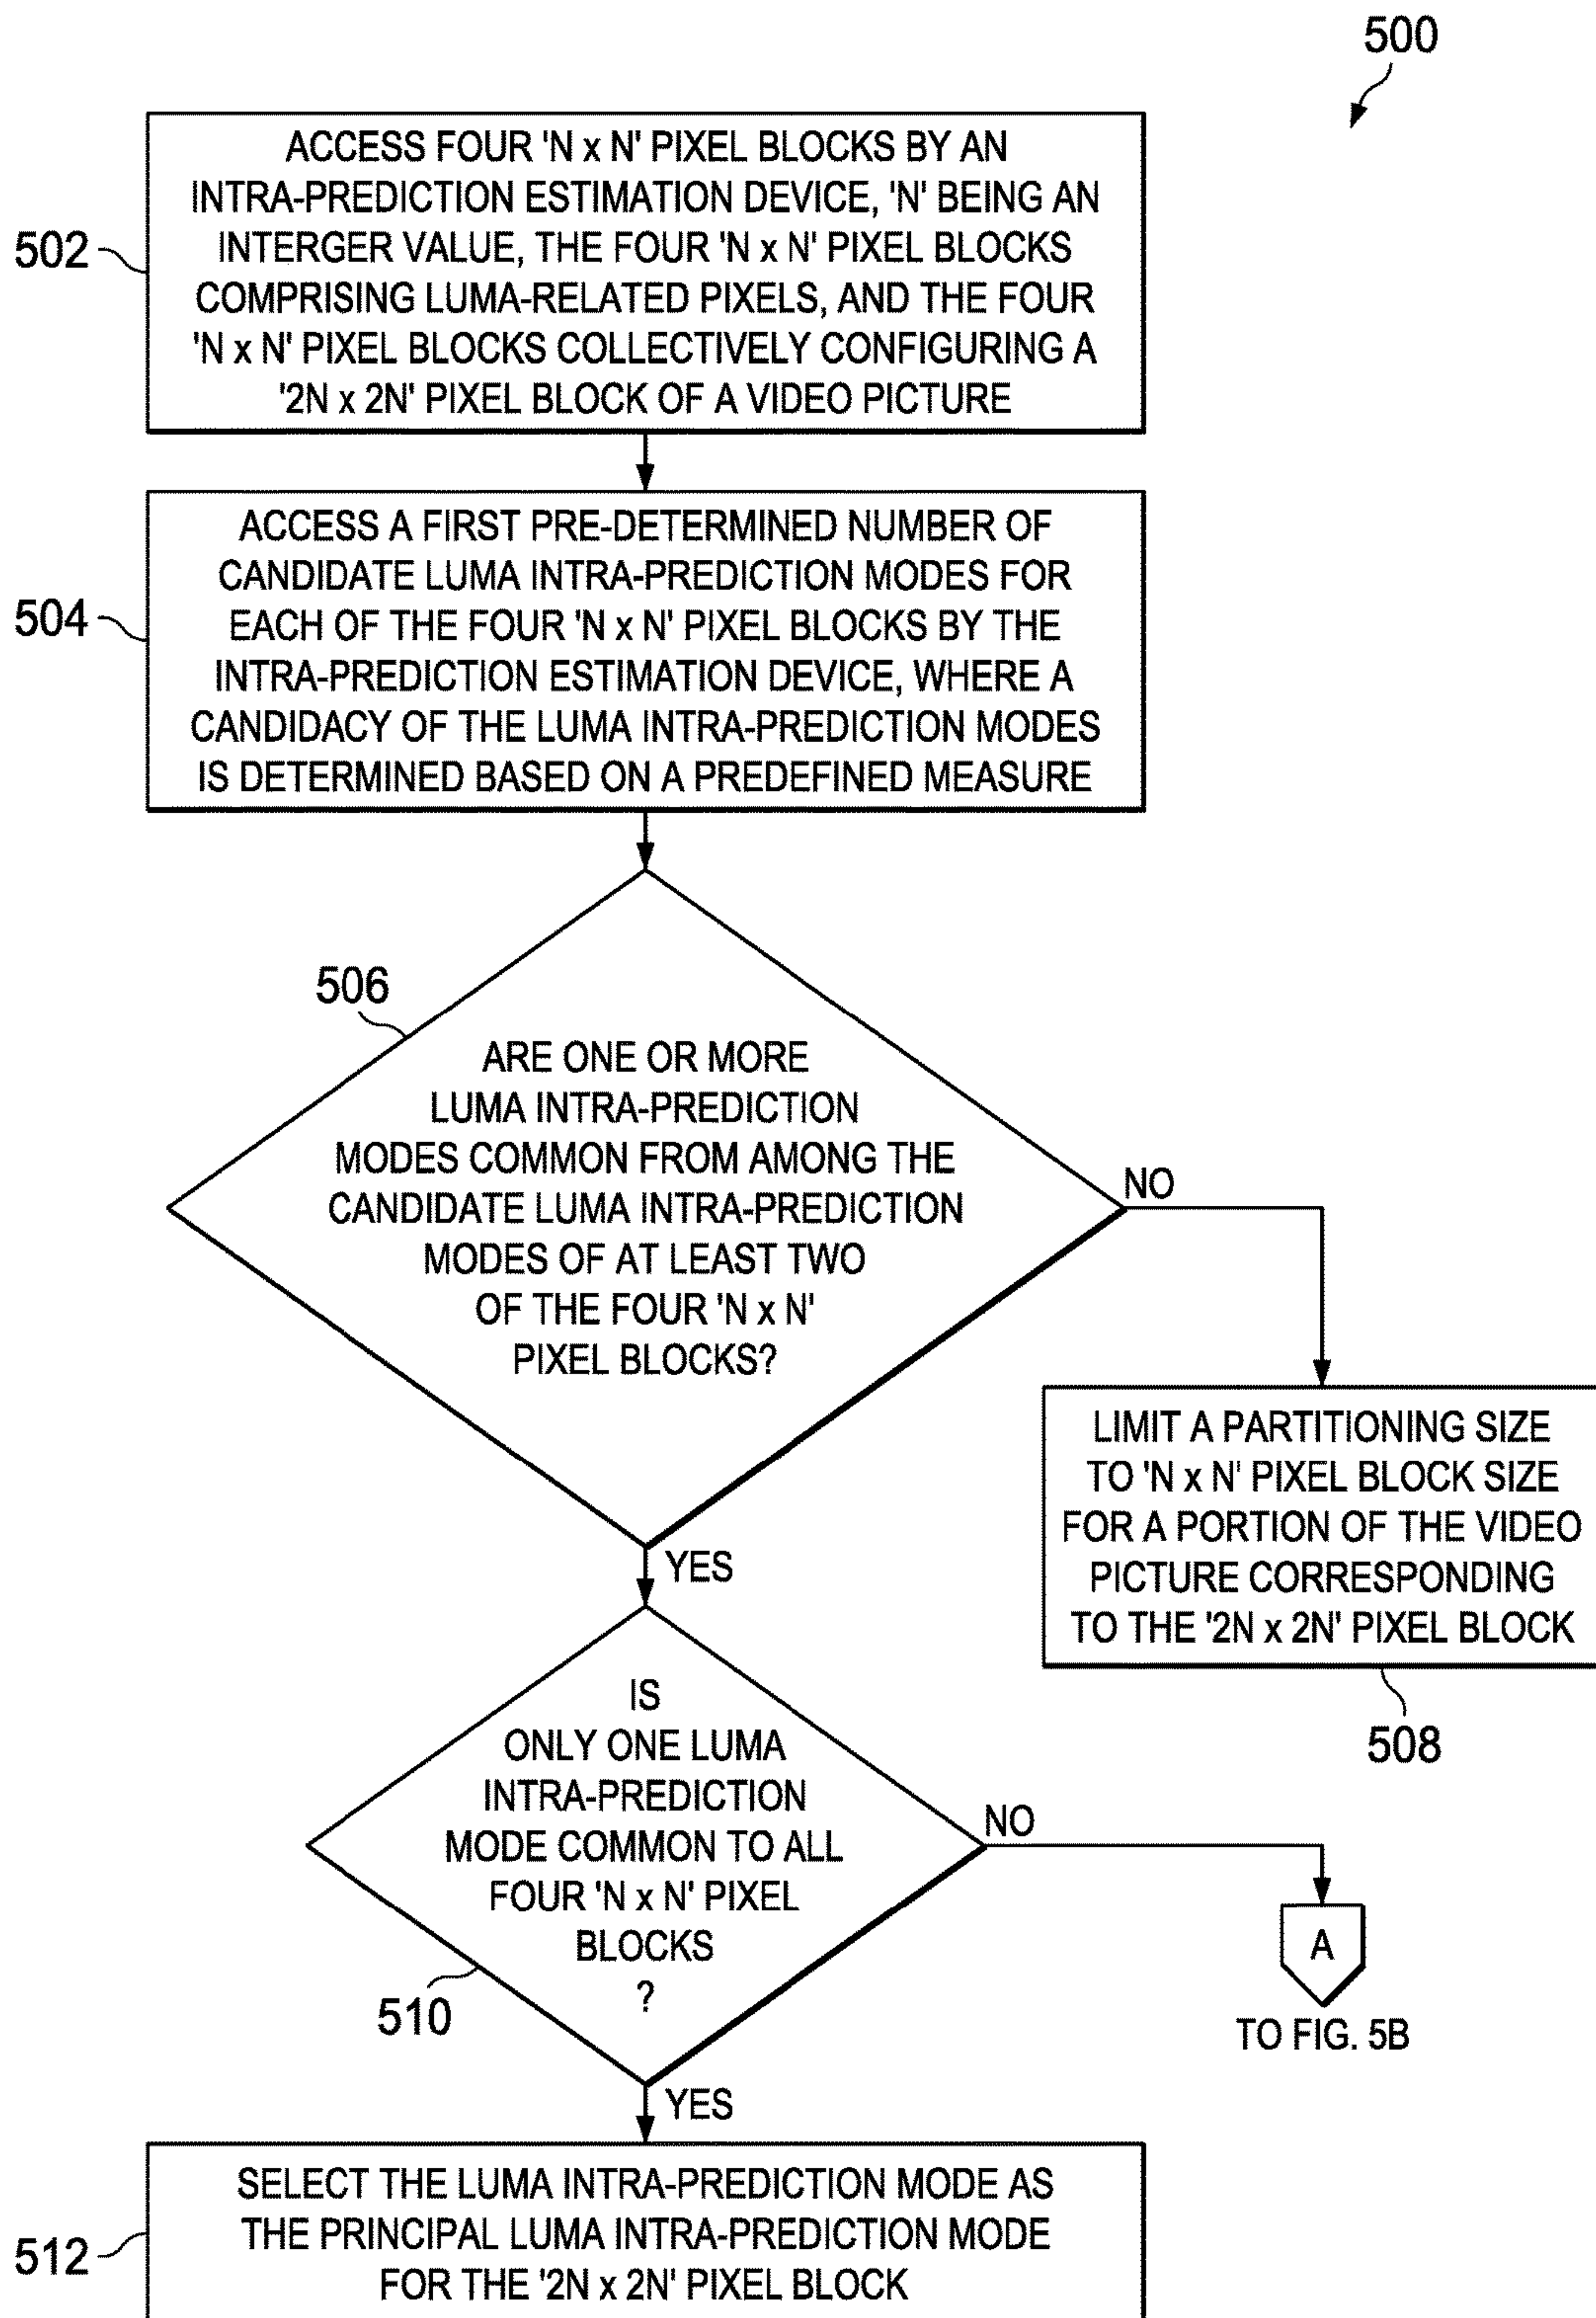 500
ACCESS FOUR 'N x N' PIXEL BLOCKS BY AN
INTRA-PREDICTION ESTIMATION DEVICE, 'N' BEING AN
INTERGER VALUE, THE FOUR 'N x N' PIXEL BLOCKS
COMPRISING LUMA-RELATED PIXELS, AND THE FOUR
'N x N' PIXEL BLOCKS COLLECTIVELY CONFIGURING A
'2N x 2N' PIXEL BLOCK OF A VIDEO PICTURE
502
ACCESS A FIRST PRE-DETERMINED NUMBER OF
CANDIDATE LUMA INTRA-PREDICTION MODES FOR
EACH OF THE FOUR 'N x N' PIXEL BLOCKS BY THE
INTRA-PREDICTION ESTIMATION DEVICE, WHERE A
CANDIDACY OF THE LUMA INTRA-PREDICTION MODES
IS DETERMINED BASED ON A PREDEFINED MEASURE
504
506
ARE ONE OR MORE
LUMA INTRA-PREDICTION
MODES COMMON FROM AMONG THE
CANDIDATE LUMA INTRA-PREDICTION
MODES OF AT LEAST TWO
OF THE FOUR 'N x N'
PIXEL BLOCKS?
NO
LIMIT A PARTITIONING SIZE
TO 'N x N' PIXEL BLOCK SIZE
FOR A PORTION OF THE VIDEO
PICTURE CORRESPONDING
TO THE '2N x 2N' PIXEL BLOCK
508
YES
IS
ONLY ONE LUMA
INTRA-PREDICTION
MODE COMMON TO ALL
FOUR 'N x N' PIXEL
BLOCKS
?
510
NO
A
TO FIG. 5B
YES
SELECT THE LUMA INTRA-PREDICTION MODE AS
THE PRINCIPAL LUMA INTRA-PREDICTION MODE
FOR THE '2N x 2N' PIXEL BLOCK
512